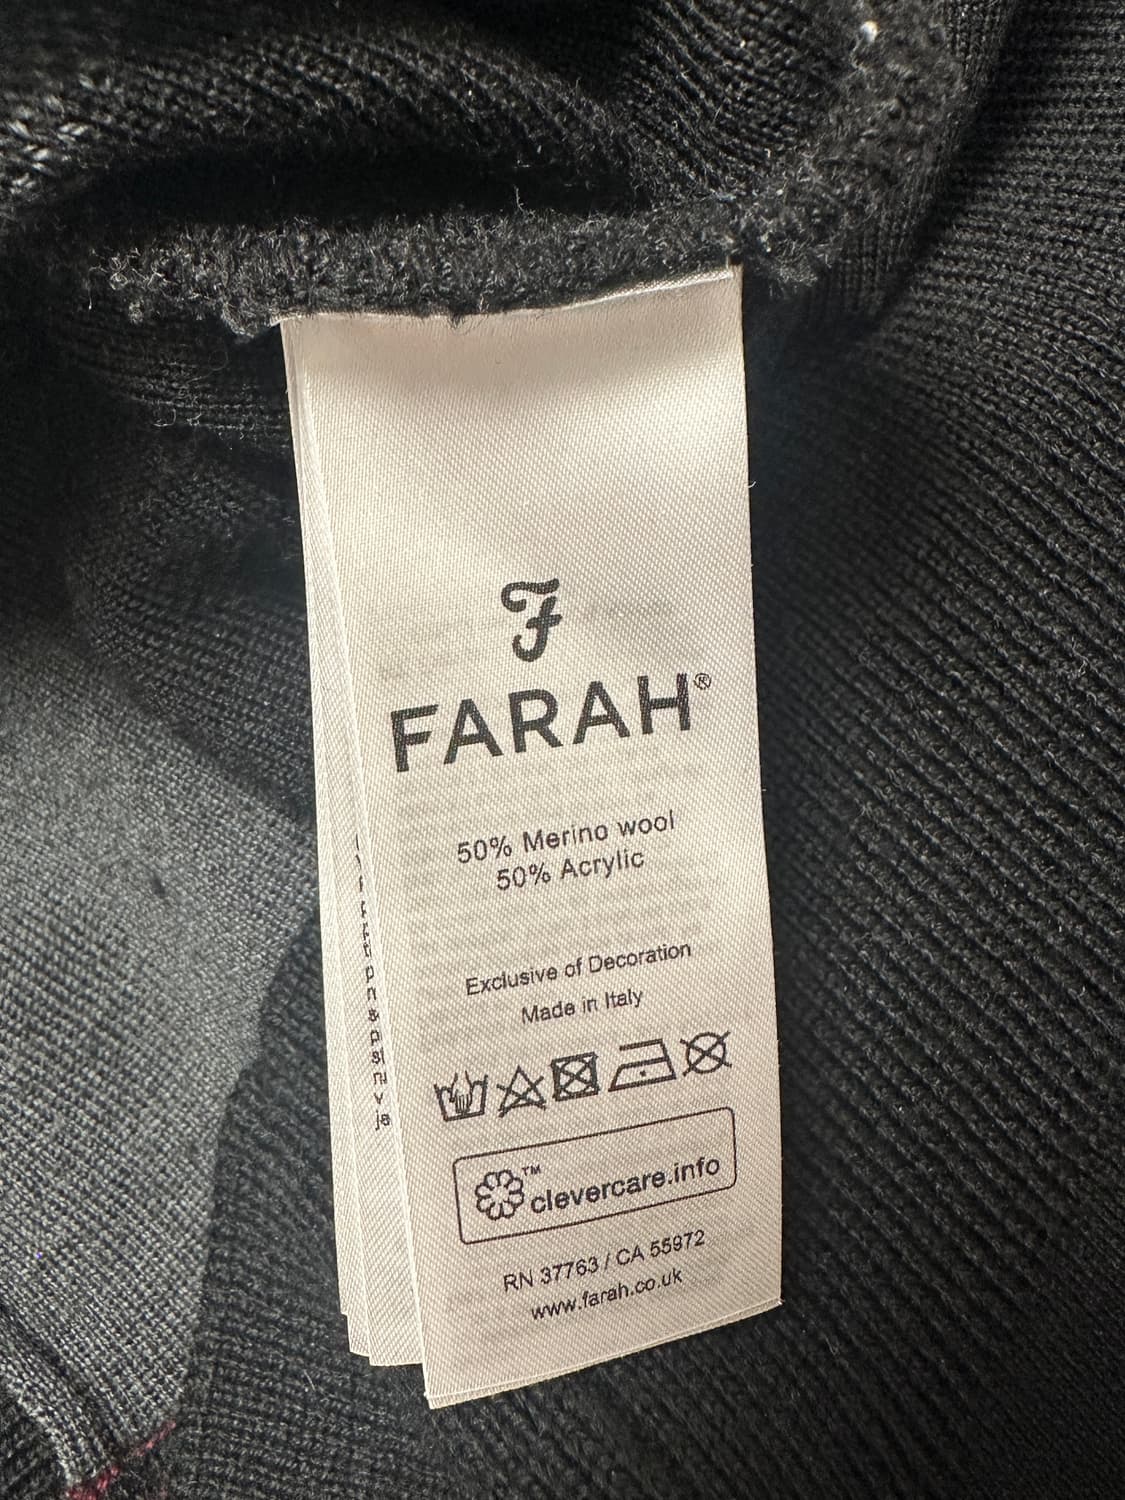 F
FARAH®
50% Merino wool
50% Acrylic
Exclusive of Decoration
Made in Italy
™
clevercare.info
RN 37763 / CA 55972
www.farah.co.uk
ja